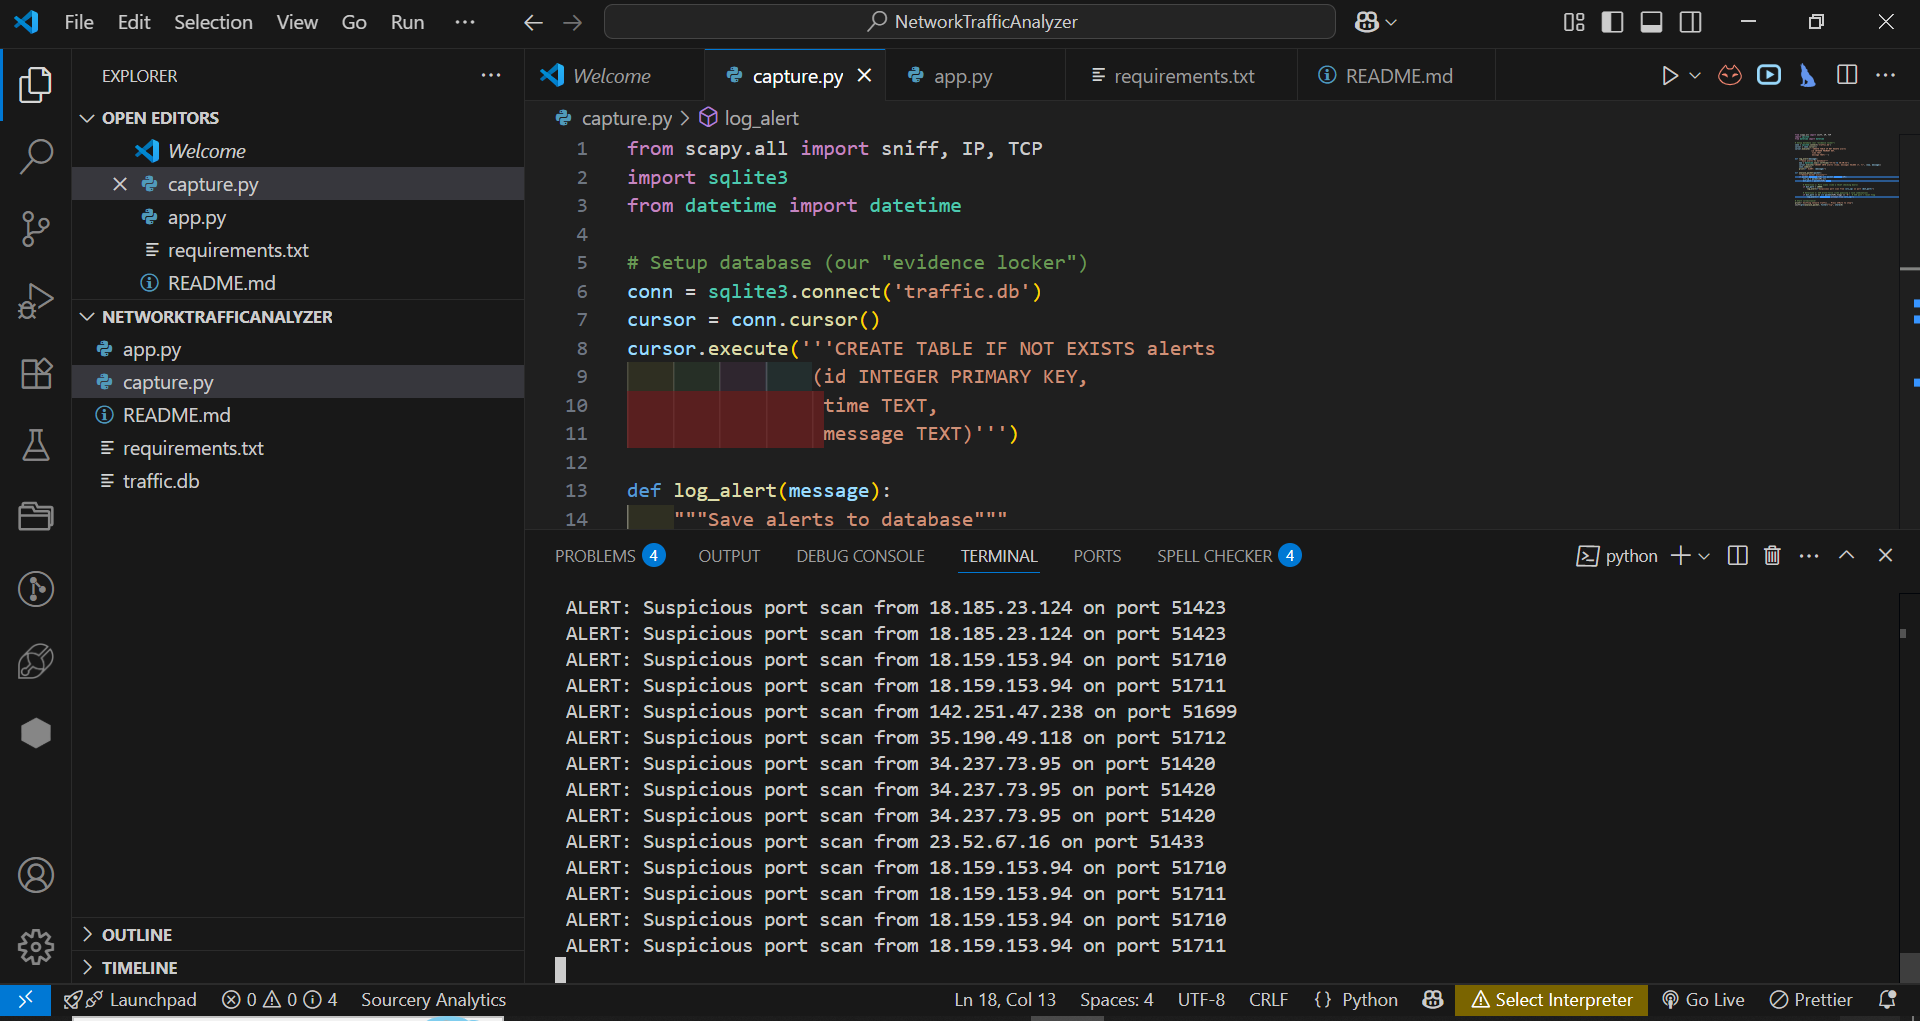 File Edit Selection View Go Run ··· NetworkTrafficAnalyzer
EXPLORER
OPEN EDITORS
Welcome
capture.py
app.py
requirements.txt
README.md
NETWORKTRAFFICANALYZER
app.py
capture.py
README.md
requirements.txt
traffic.db
OUTLINE
TIMELINE
Welcome capture.py app.py requirements.txt README.md
capture.py > log_alert
1 from scapy.all import sniff, IP, TCP
2 import sqlite3
3 from datetime import datetime
4
5 # Setup database (our "evidence locker")
6 conn = sqlite3.connect('traffic.db')
7 cursor = conn.cursor()
8 cursor.execute('''CREATE TABLE IF NOT EXISTS alerts
9 (id INTEGER PRIMARY KEY,
10 time TEXT,
11 message TEXT)''')
12
13 def log_alert(message):
14 """Save alerts to database"""
PROBLEMS 4 OUTPUT DEBUG CONSOLE TERMINAL PORTS SPELL CHECKER 4 python
ALERT: Suspicious port scan from 18.185.23.124 on port 51423
ALERT: Suspicious port scan from 18.185.23.124 on port 51423
ALERT: Suspicious port scan from 18.159.153.94 on port 51710
ALERT: Suspicious port scan from 18.159.153.94 on port 51711
ALERT: Suspicious port scan from 142.251.47.238 on port 51699
ALERT: Suspicious port scan from 35.190.49.118 on port 51712
ALERT: Suspicious port scan from 34.237.73.95 on port 51420
ALERT: Suspicious port scan from 34.237.73.95 on port 51420
ALERT: Suspicious port scan from 34.237.73.95 on port 51420
ALERT: Suspicious port scan from 23.52.67.16 on port 51433
ALERT: Suspicious port scan from 18.159.153.94 on port 51710
ALERT: Suspicious port scan from 18.159.153.94 on port 51711
ALERT: Suspicious port scan from 18.159.153.94 on port 51710
ALERT: Suspicious port scan from 18.159.153.94 on port 51711
Launchpad 0 0 4 Sourcery Analytics Ln 18, Col 13 Spaces: 4 UTF-8 CRLF {} Python Select Interpreter Go Live Prettier